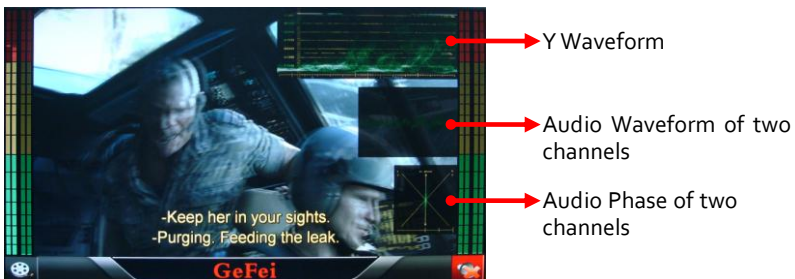 Y Waveform
Audio Waveform of two
channels
Audio Phase of two
channels
-Keep her in your sights.
-Purging. Feeding the leak.
GeFei